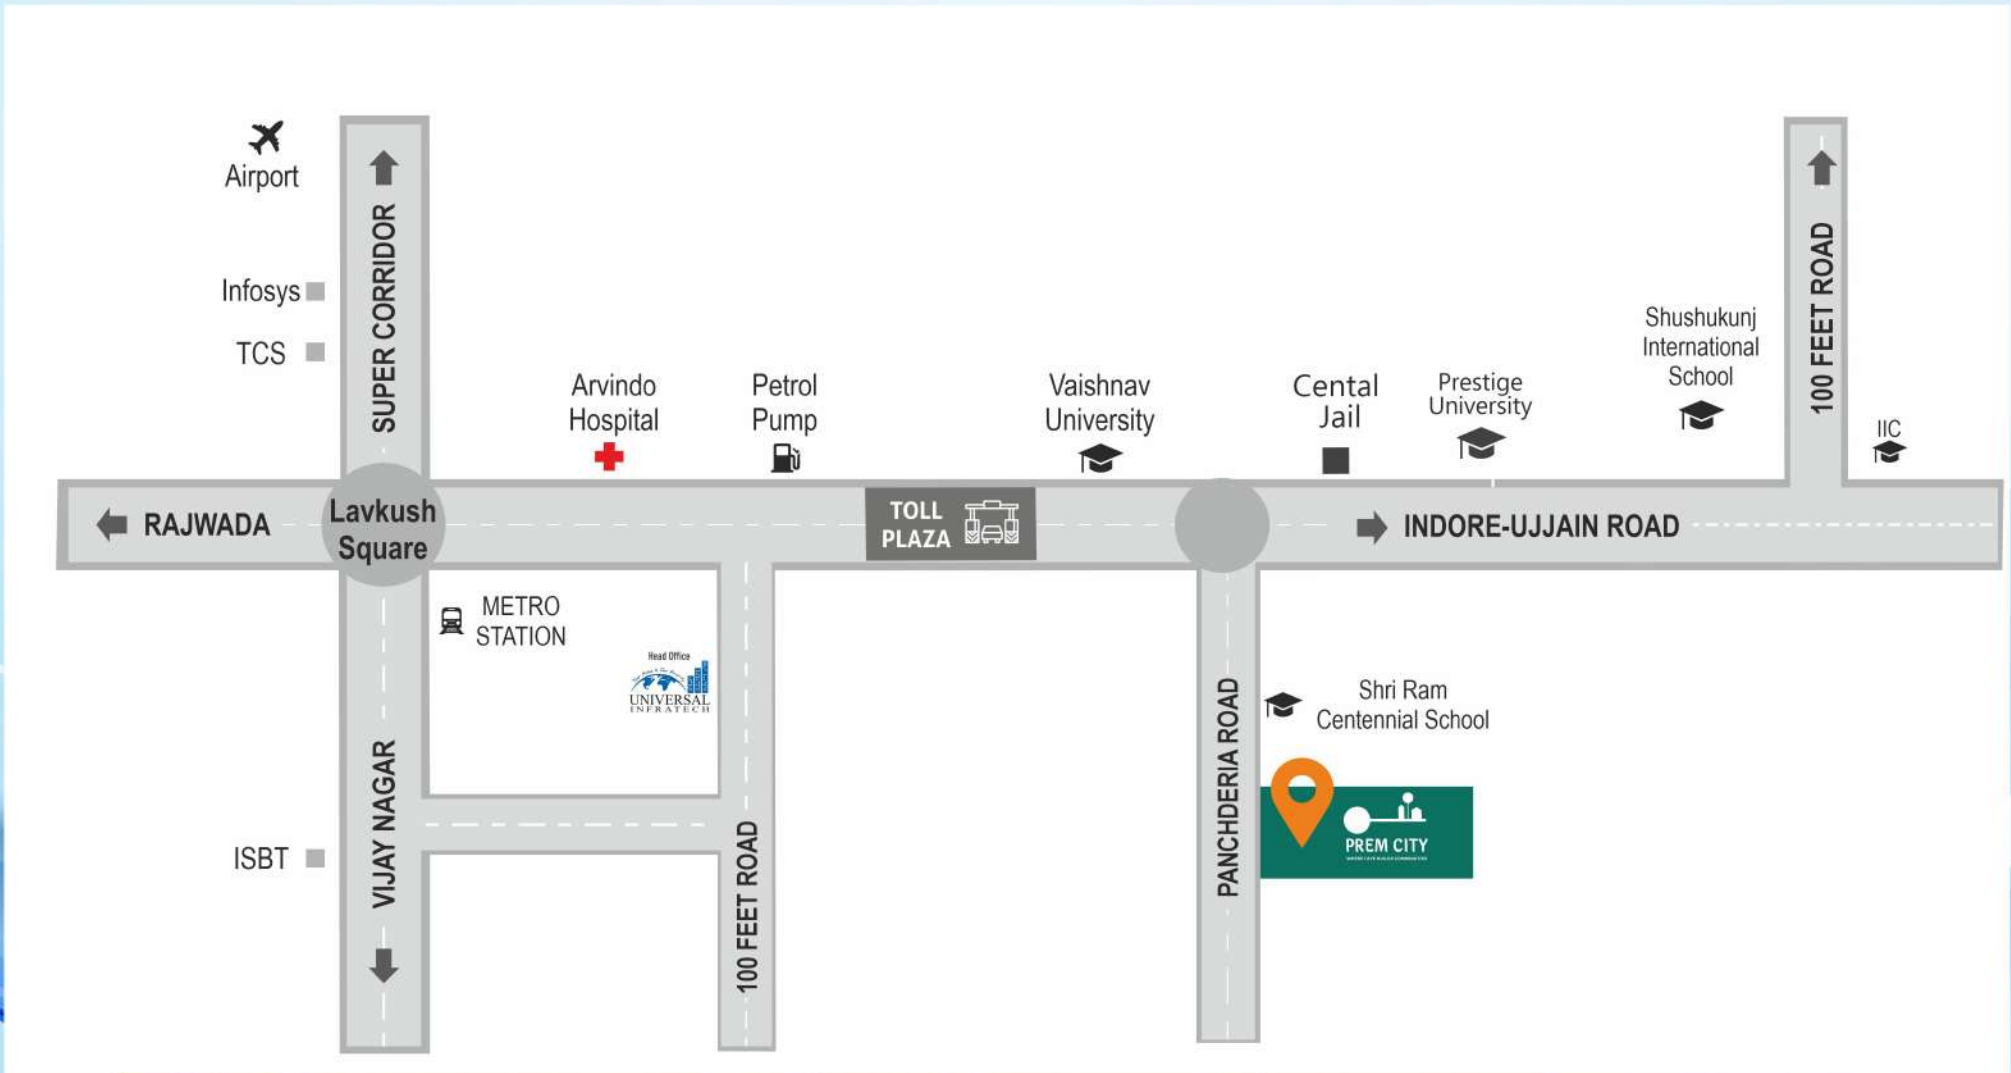 Airport
Infosys
TCS
SUPER CORRIDOR
Arvindo
Hospital
Petrol
Pump
Vaishnav
University
Cental
Jail
Prestige
University
Shushukunj
International
School
100 FEET ROAD
IIC
RAJWADA
Lavkush
Square
TOLL
PLAZA
INDORE-UJJAIN ROAD
METRO
STATION
Head Office
UNIVERSAL
INFRATECH
VIJAY NAGAR
ISBT
100 FEET ROAD
PANCHDERIA ROAD
Shri Ram
Centennial School
PREM CITY